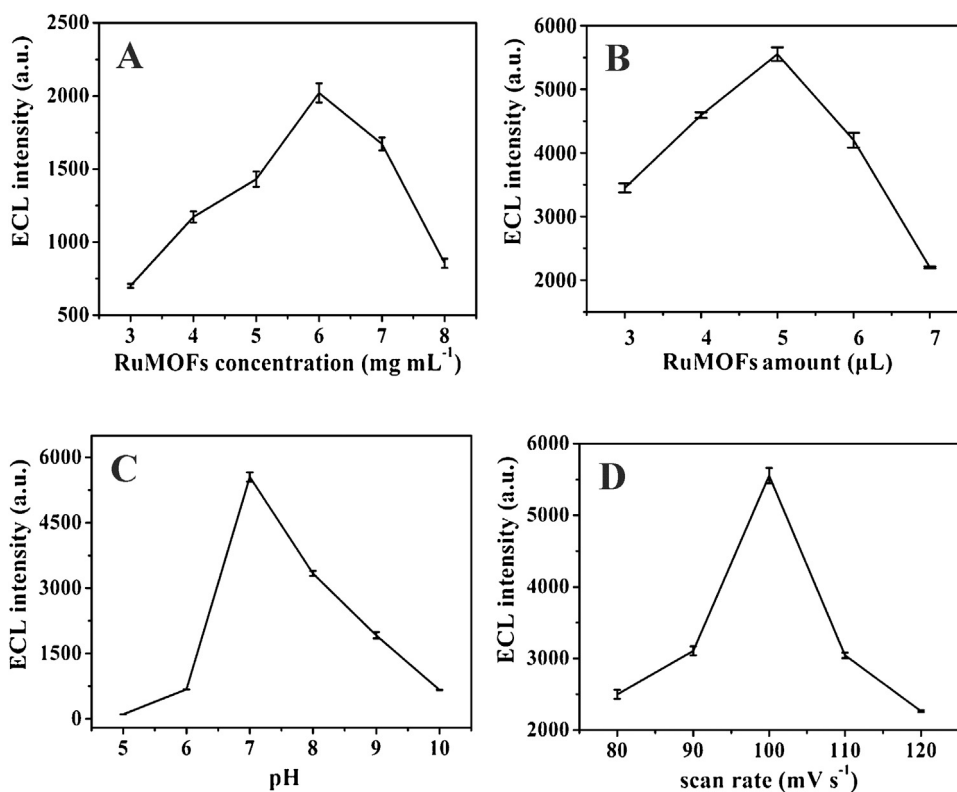 A
ECL intensity (a.u.)
2500
2000
1500
1000
500
3 4 5 6 7 8
RuMOFs concentration (mg mL⁻¹)
B
ECL intensity (a.u.)
6000
5000
4000
3000
2000
3 4 5 6 7
RuMOFs amount (μL)
C
ECL intensity (a.u.)
6000
4500
3000
1500
0
5 6 7 8 9 10
pH
D
ECL intensity (a.u.)
6000
5000
4000
3000
2000
80 90 100 110 120
scan rate (mV s⁻¹)